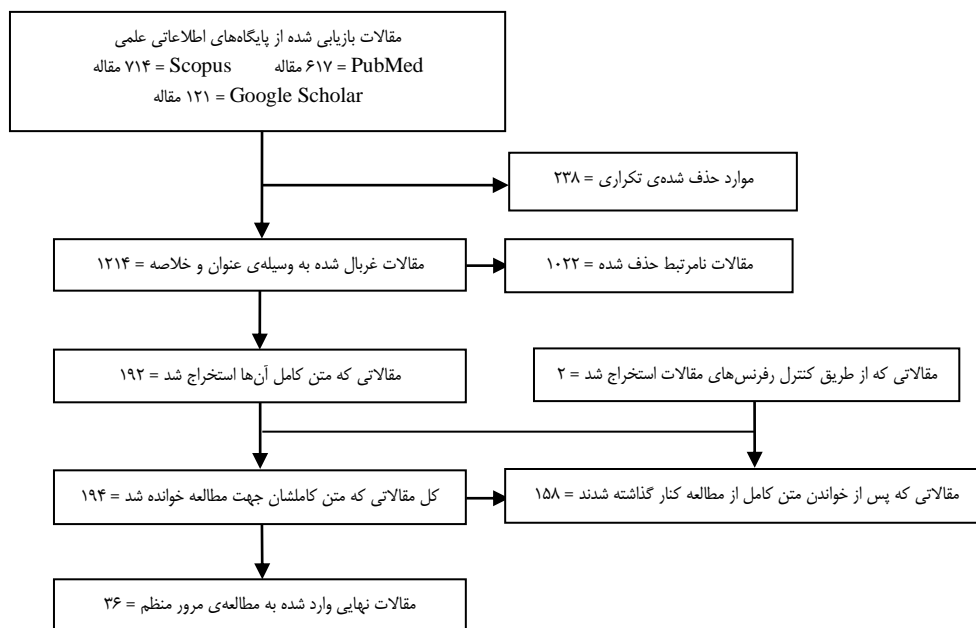 مقالات بازیابی شده از پایگاه‌های اطلاعاتی علمی
PubMed = ۶۱۷ مقاله Scopus = ۷۱۴ مقاله
Google Scholar = ۱۲۱ مقاله
موارد حذف شده‌ی تکراری = ۲۳۸
مقالات غربال شده به وسیله‌ی عنوان و خلاصه = ۱۲۱۴
مقالات نامرتبط حذف شده = ۱۰۲۲
مقالاتی که متن کامل آن‌ها استخراج شد = ۱۹۲
مقالاتی که از طریق کنترل رفرنس‌های مقالات استخراج شد = ۲
کل مقالاتی که متن کاملشان جهت مطالعه خوانده شد = ۱۹۴
مقالاتی که پس از خواندن متن کامل از مطالعه کنار گذاشته شدند = ۱۵۸
مقالات نهایی وارد شده به مطالعه‌ی مرور منظم = ۳۶